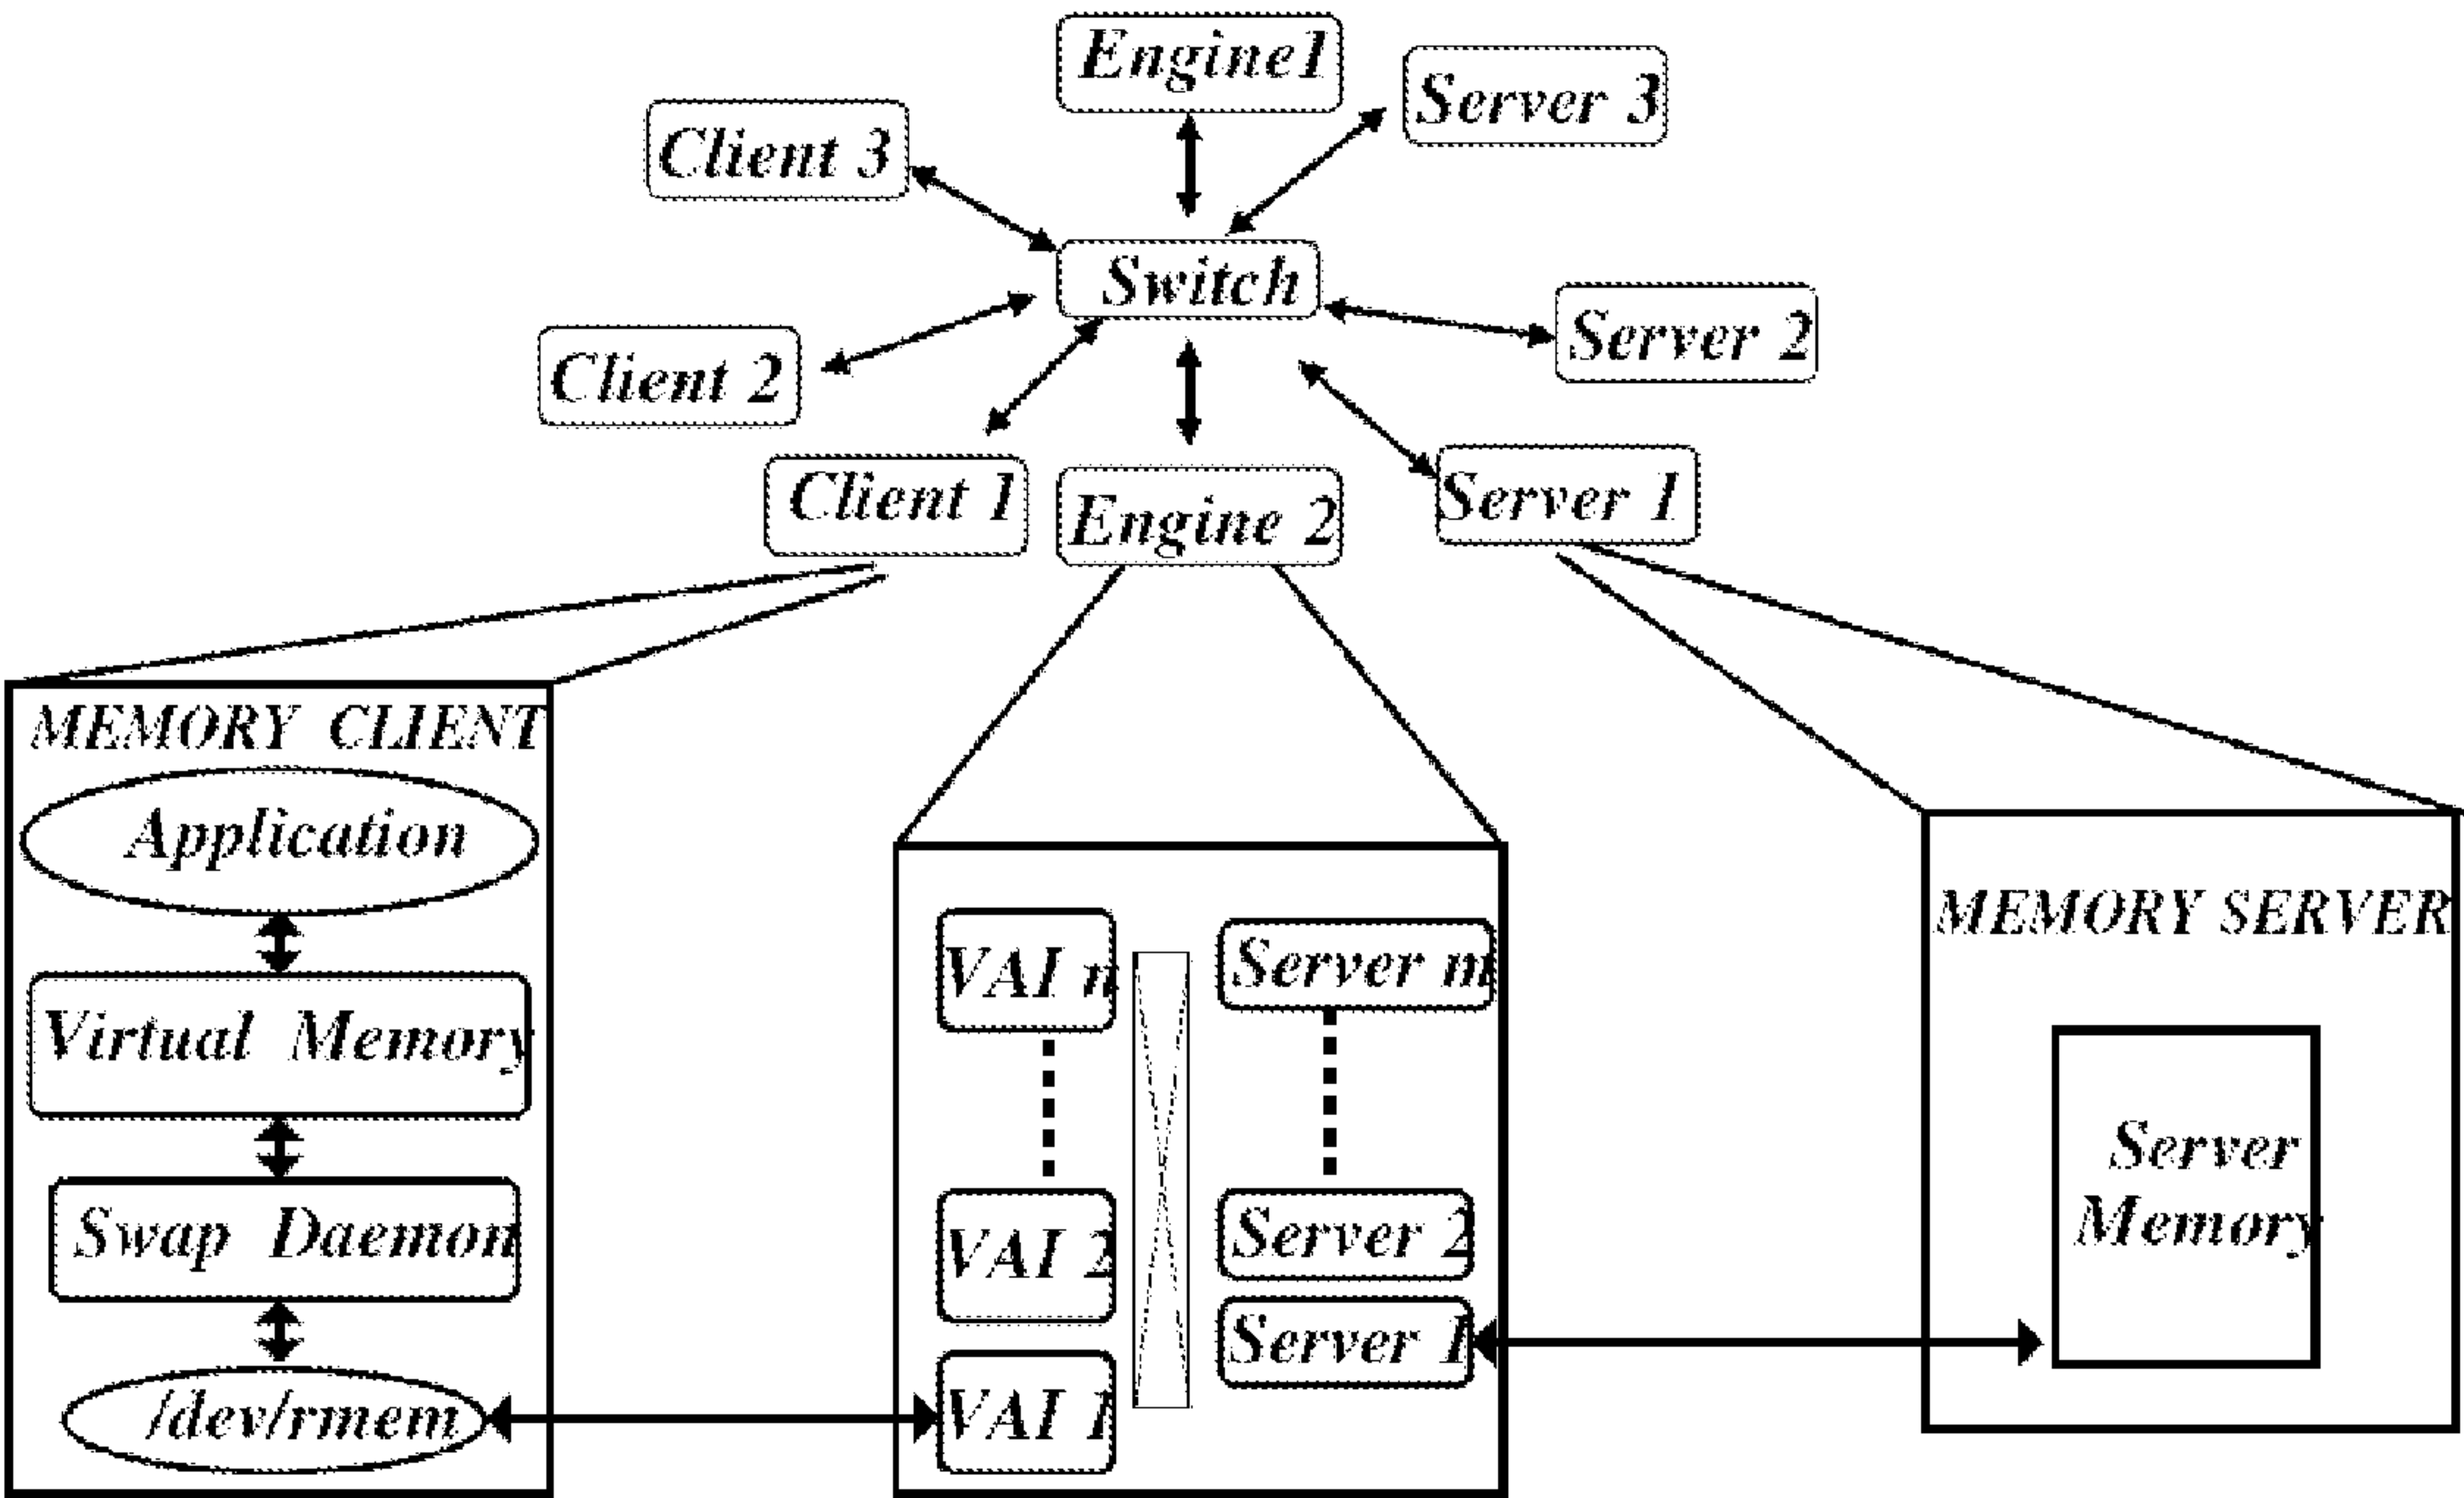 Engine1
Server 3
Client 3
Switch
Server 2
Client 2
Client 1
Engine 2
Server 1
MEMORY CLIENT
Application
Virtual Memory
Swap Daemon
/dev/rmem
VAI n
Server m
VAI 2
Server 2
Server 1
VAI 1
MEMORY SERVER
Server
Memory